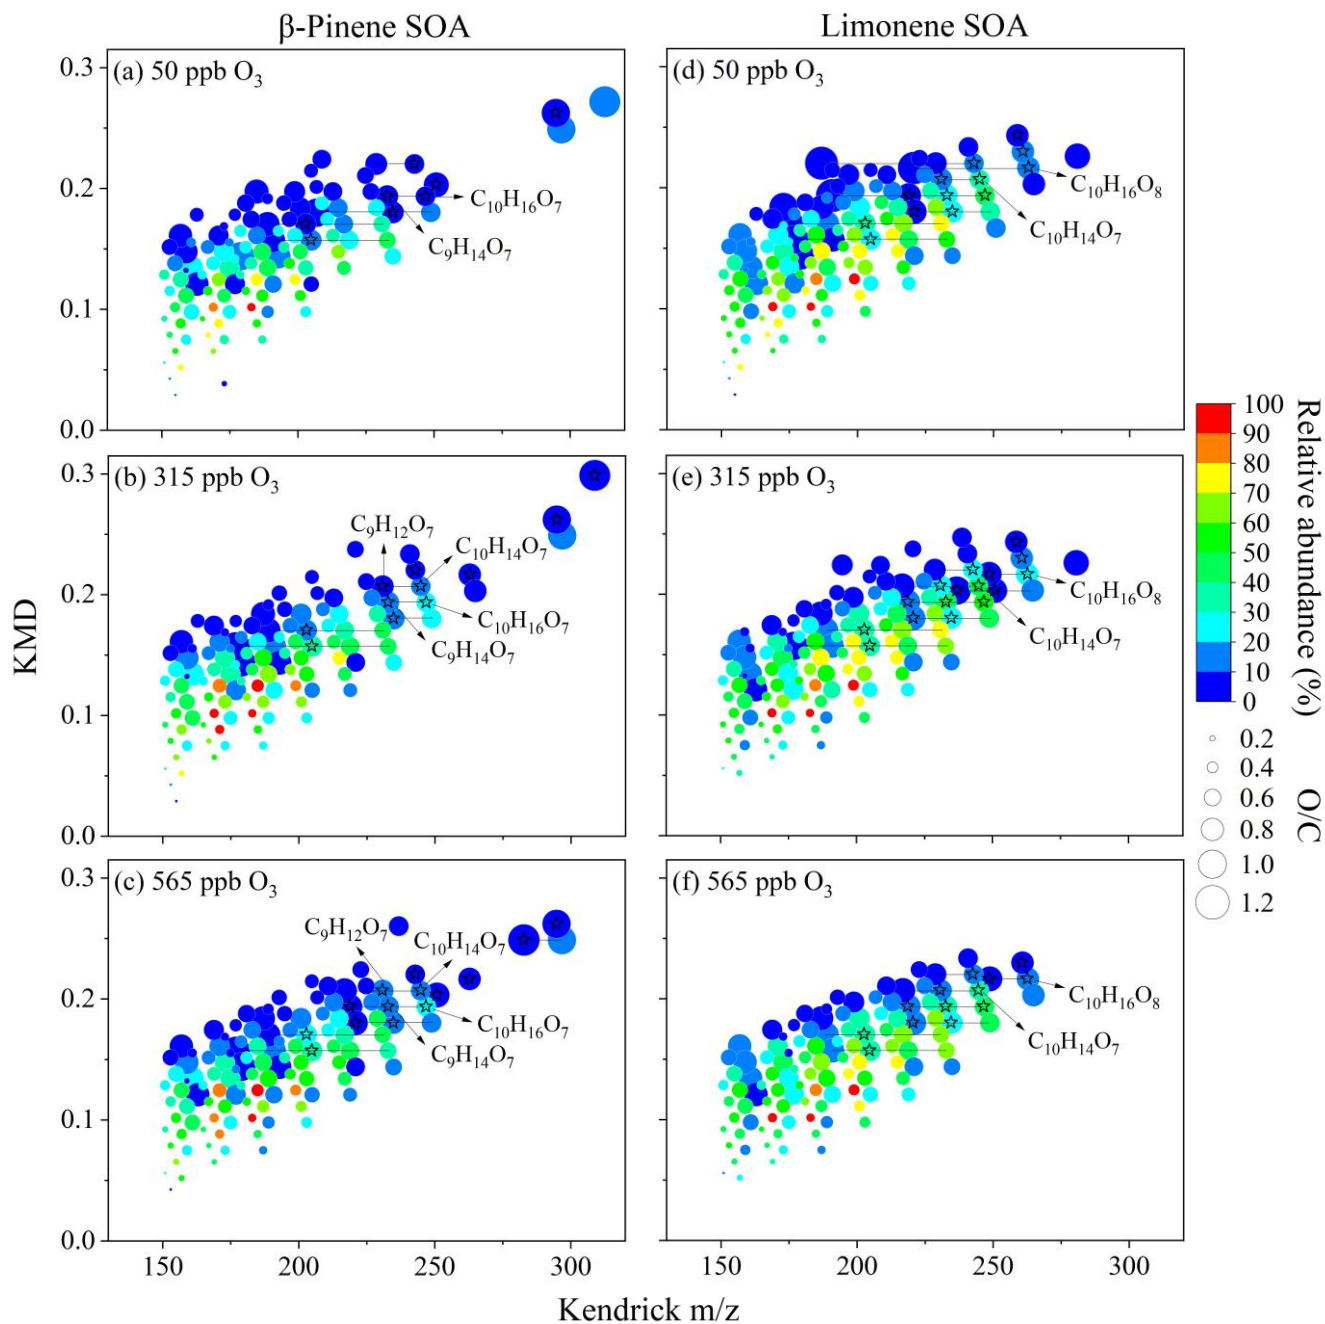 β-Pinene SOA
Limonene SOA
(a) 50 ppb O₃
C₁₀H₁₆O₇
C₉H₁₄O₇
0.3
0.2
0.1
0.0
(d) 50 ppb O₃
C₁₀H₁₆O₈
C₁₀H₁₄O₇
(b) 315 ppb O₃
C₉H₁₂O₇
C₁₀H₁₄O₇
C₁₀H₁₆O₇
C₉H₁₄O₇
0.3
0.2
0.1
0.0
(e) 315 ppb O₃
C₁₀H₁₆O₈
C₁₀H₁₄O₇
(c) 565 ppb O₃
C₉H₁₂O₇
C₁₀H₁₄O₇
C₁₀H₁₆O₇
C₉H₁₄O₇
0.3
0.2
0.1
0.0
150
200
250
300
(f) 565 ppb O₃
C₁₀H₁₆O₈
C₁₀H₁₄O₇
150
200
250
300
KMD
Kendrick m/z
100
90
80
70
60
50
40
30
20
10
0
Relative abundance (%)
0.2
0.4
0.6
0.8
1.0
1.2
O/C